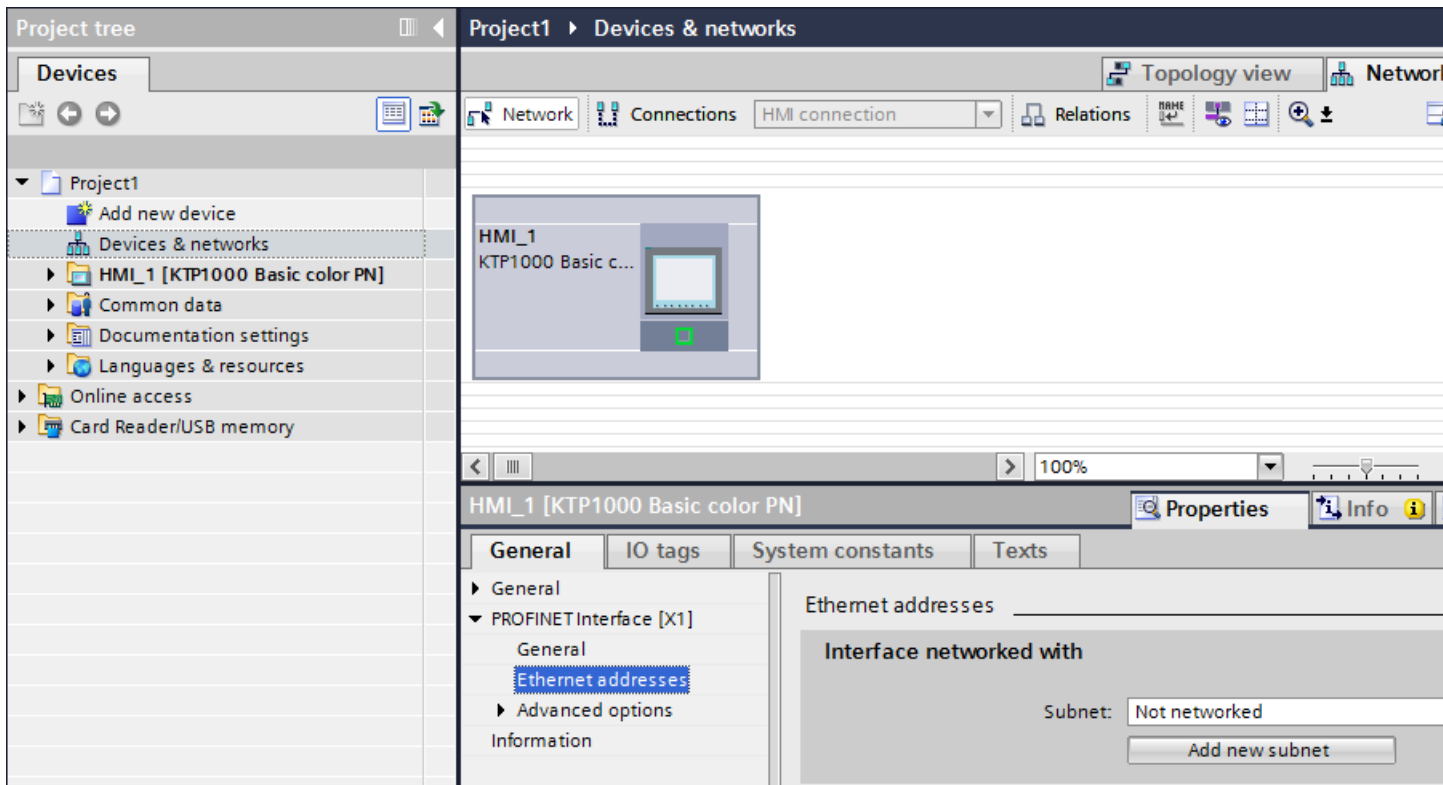 Project tree
Devices
Project1
Add new device
Devices & networks
HMI_1 [KTP1000 Basic color PN]
Common data
Documentation settings
Languages & resources
Online access
Card Reader/USB memory
Project1 Devices & networks
Topology view Networ
Network Connections HMI connection Relations
HMI_1
KTP1000 Basic c...
100%
HMI_1 [KTP1000 Basic color PN] Properties Info
General IO tags System constants Texts
General
PROFINET Interface [X1]
General
Ethernet addresses
Advanced options
Information
Ethernet addresses
Interface networked with
Subnet: Not networked
Add new subnet